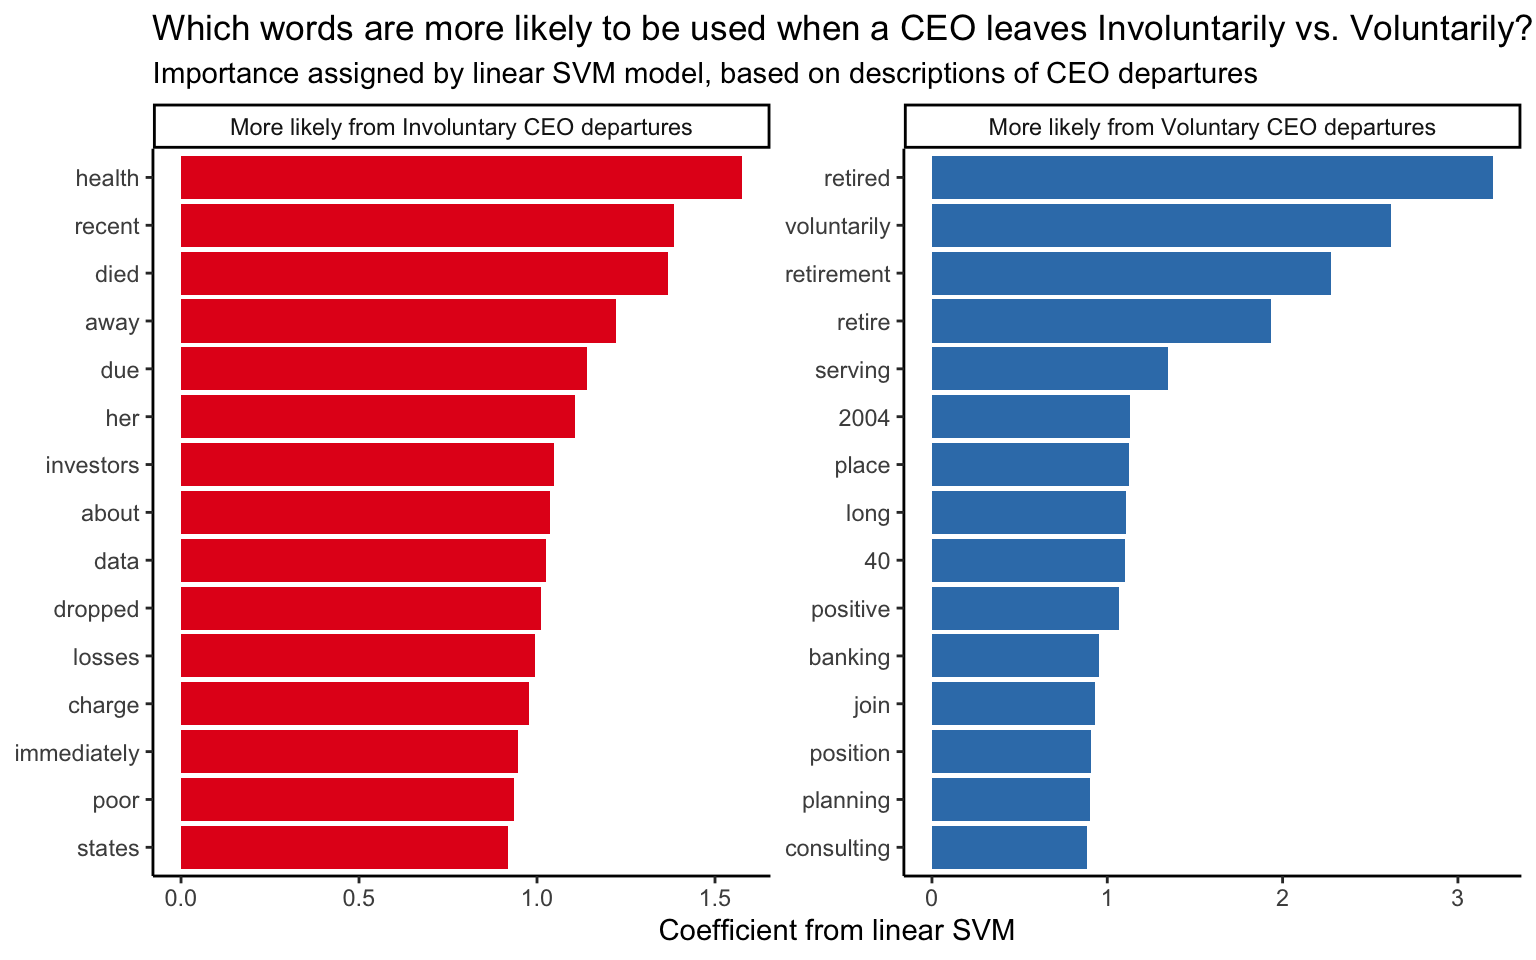 Which words are more likely to be used when a CEO leaves Involuntarily vs. Voluntarily?
Importance assigned by linear SVM model, based on descriptions of CEO departures
More likely from Involuntary CEO departures
health
recent
died
away
due
her
investors
about
data
dropped
losses
charge
immediately
poor
states
0.0 0.5 1.0 1.5
More likely from Voluntary CEO departures
retired
voluntarily
retirement
retire
serving
2004
place
long
40
positive
banking
join
position
planning
consulting
0 1 2 3
Coefficient from linear SVM